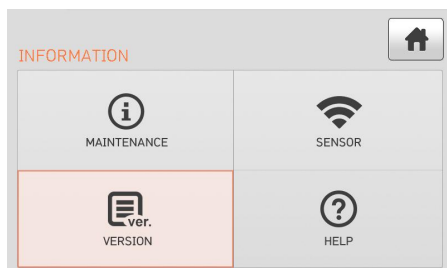 INFORMATION
MAINTENANCE
SENSOR
ver.
VERSION
HELP